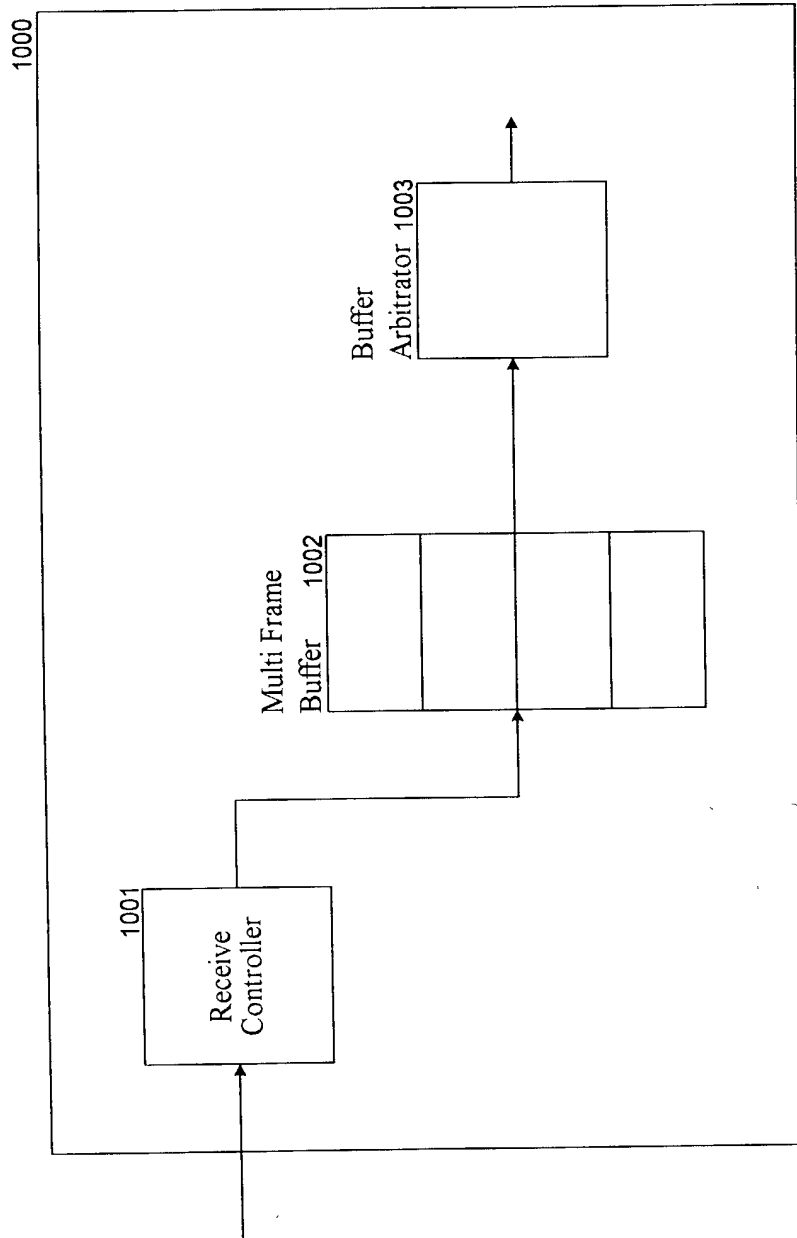 1000
1001
Receive
Controller
Multi Frame
Buffer 1002
Buffer
Arbitrator 1003